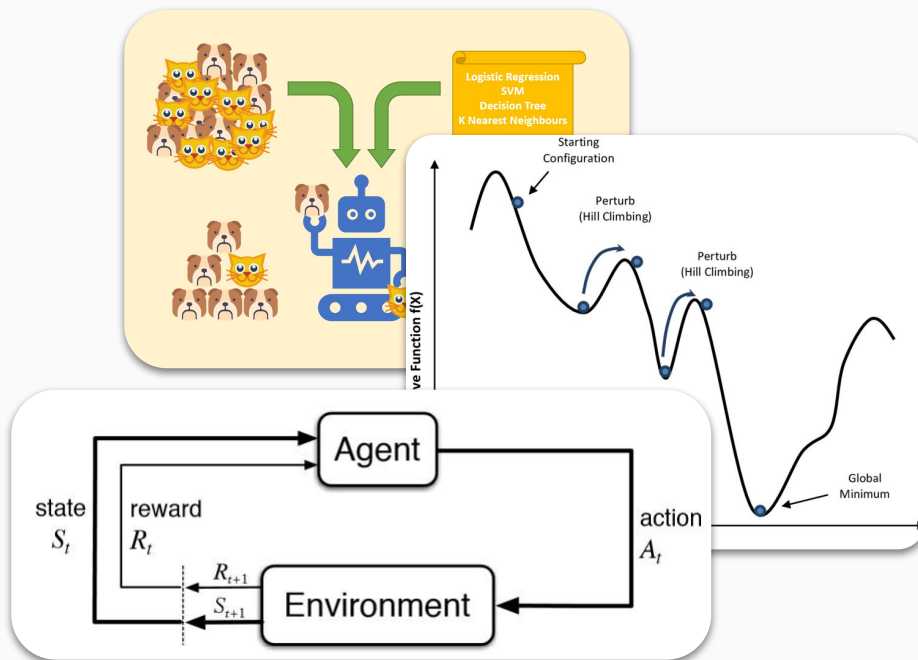 Logistic Regression
SVM
Decision Tree
K Nearest Neighbours
Starting
Configuration
Perturb
(Hill Climbing)
Perturb
(Hill Climbing)
Function f(X)
Global
Minimum
Agent
state
S_t
reward
R_t
action
A_t
R_{t+1}
S_{t+1}
Environment